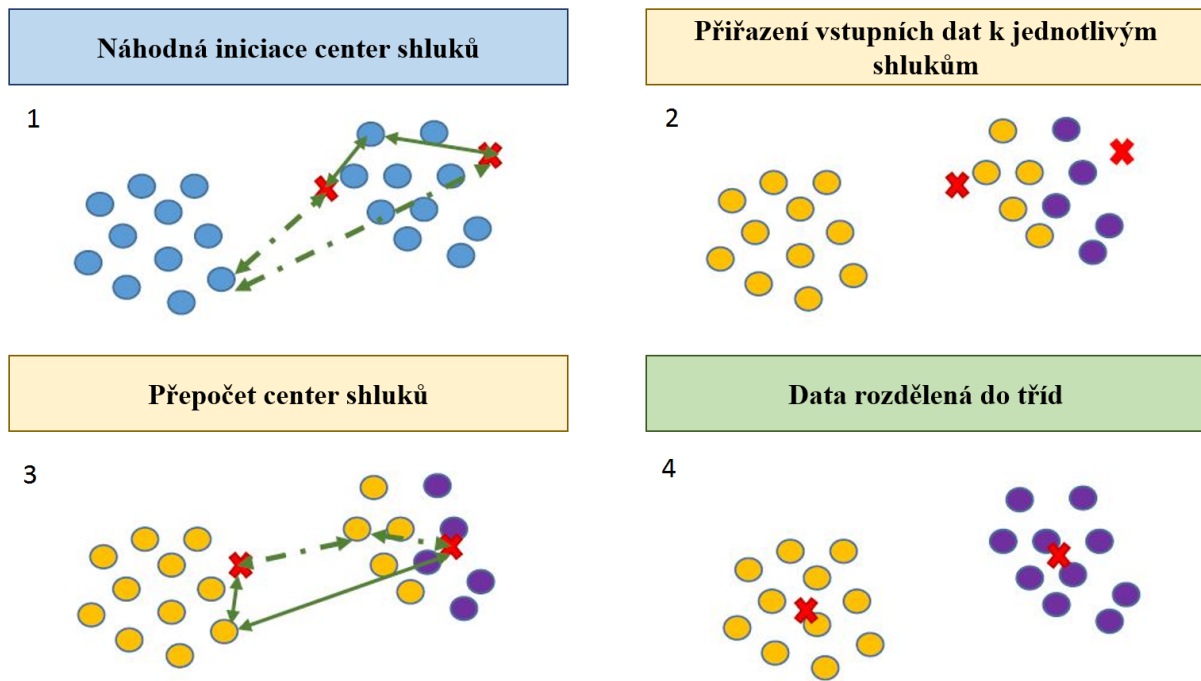 Náhodná iniciace center shluků
Přiřazení vstupních dat k jednotlivým
shlukům
1
2
Přepočet center shluků
Data rozdělená do tříd
3
4